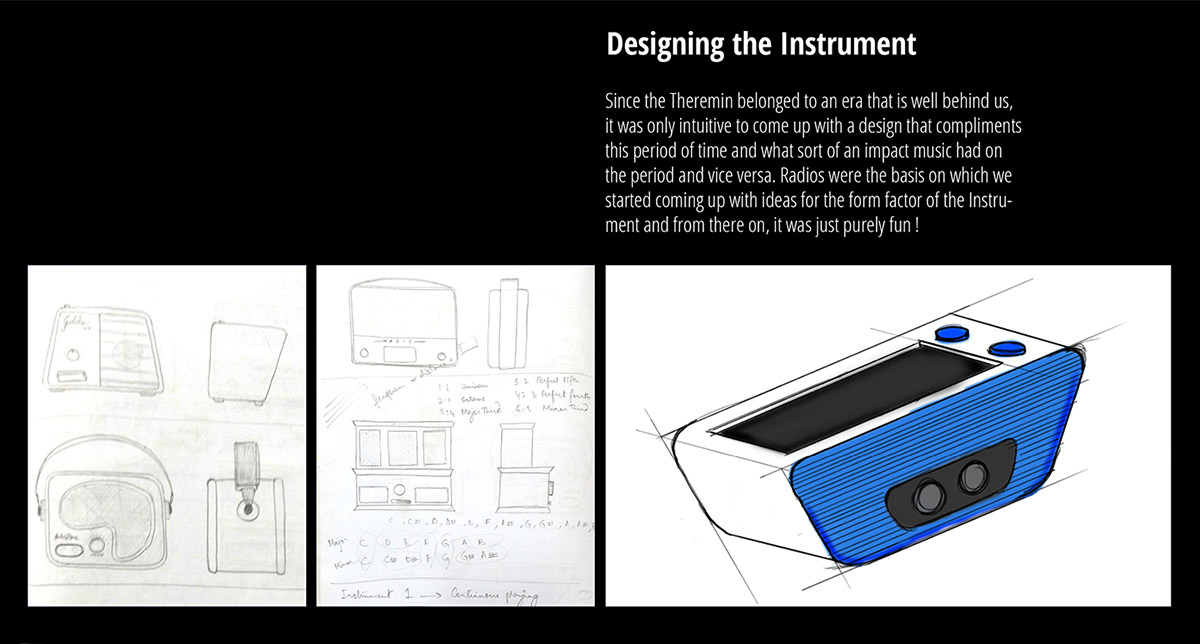 Designing the Instrument
Since the Theremin belonged to an era that is well behind us,
it was only intuitive to come up with a design that compliments
this period of time and what sort of an impact music had on
the period and vice versa. Radios were the basis on which we
started coming up with ideas for the form factor of the Instru-
ment and from there on, it was just purely fun !
MAGIC
1:1 Unison
2:1 Octave
5:4 Major Third
3:2 Perfect Fifth
4:3 Perfect fourth
6:5 Minor Third
C, C#, D, D#, E, F, F#, G, G#, A, A#,
Major C D E F G A B
Minor C C# D# F G G# A#
Instrument 1 → Continuous playing